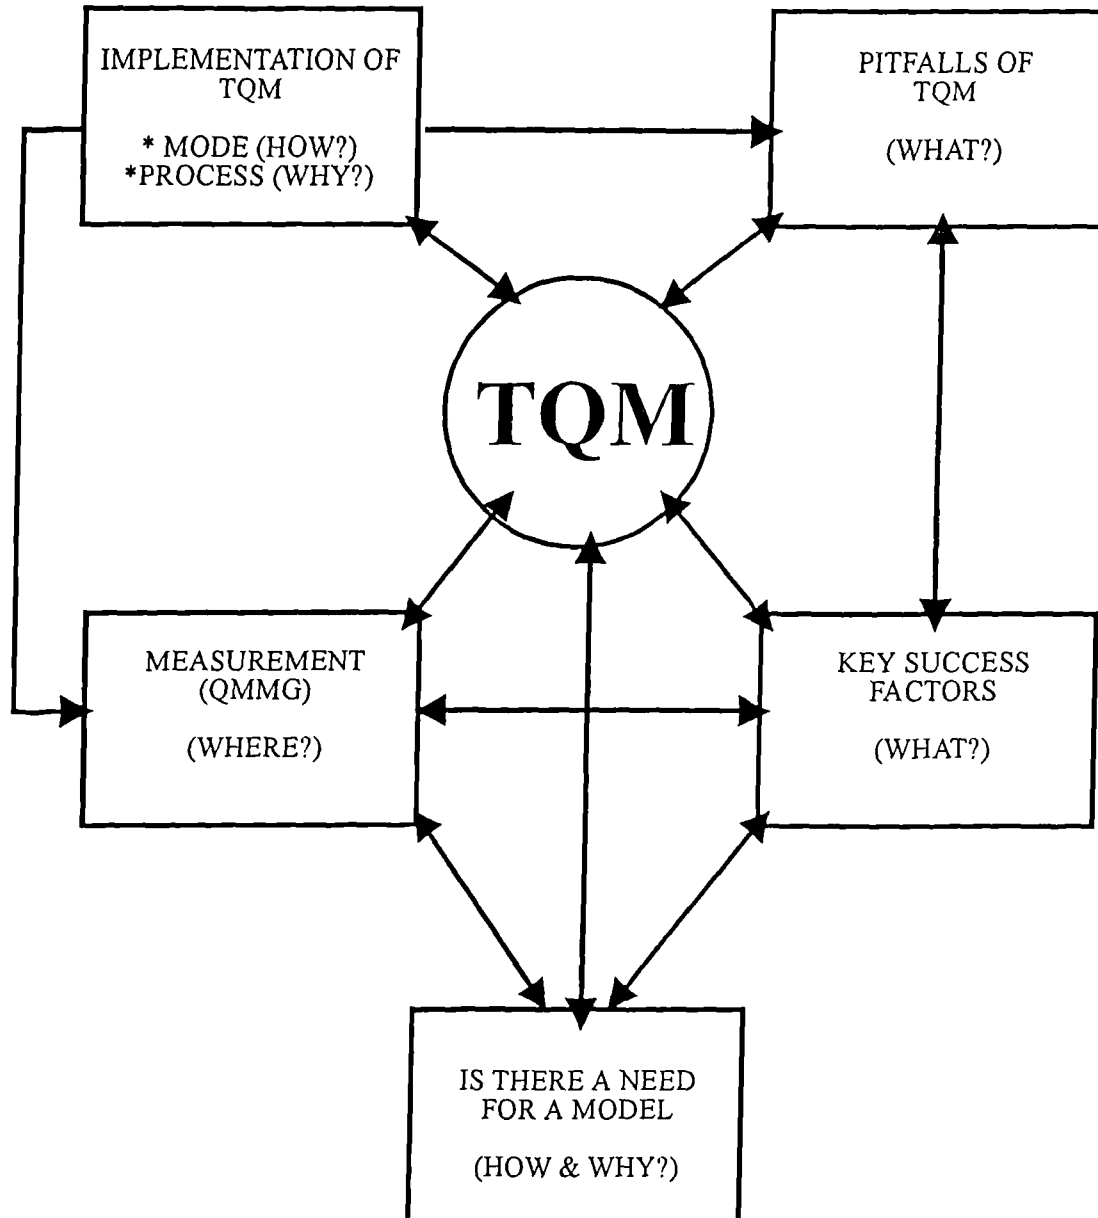 IMPLEMENTATION OF
TQM
* MODE (HOW?)
*PROCESS (WHY?)
PITFALLS OF
TQM
(WHAT?)
TQM
MEASUREMENT
(QMMG)
(WHERE?)
KEY SUCCESS
FACTORS
(WHAT?)
IS THERE A NEED
FOR A MODEL
(HOW & WHY?)